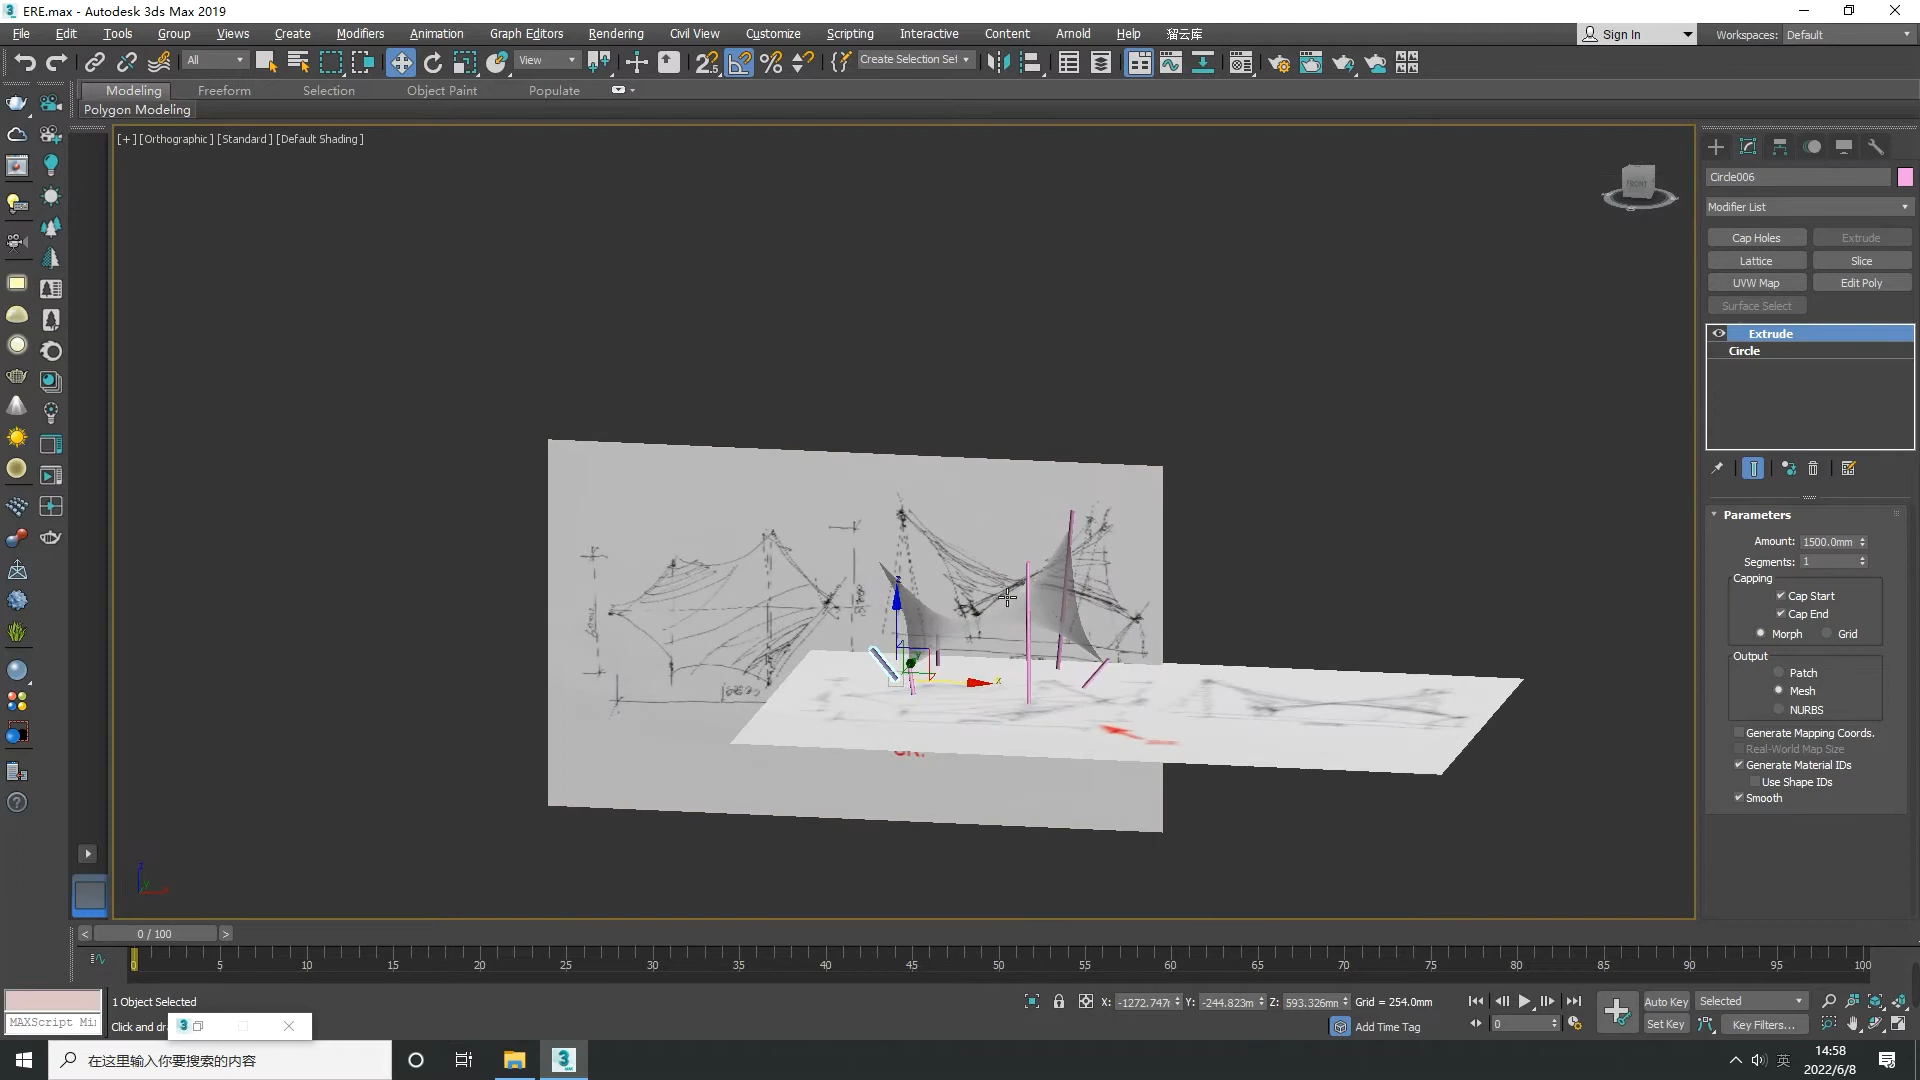 ERE.max - Autodesk 3ds Max 2019
File Edit Tools Group Views Create Modifiers Animation Graph Editors Rendering Civil View Customize Scripting Interactive Content Arnold Help 溜云库
Sign In Workspaces: Default
All View Create Selection Set
Modeling Freeform Selection Object Paint Populate
Polygon Modeling
[+] [Orthographic ] [Standard ] [Default Shading ]
FRONT
Circle006
Modifier List
Cap Holes Extrude
Lattice Slice
UVW Map Edit Poly
Surface Select
Extrude
Circle
Parameters
Amount: 1500.0mm
Segments: 1
Capping
Cap Start
Cap End
Morph Grid
Output
Patch
Mesh
NURBS
Generate Mapping Coords.
Real-World Map Size
Generate Material IDs
Use Shape IDs
Smooth
z
x
0 / 100
0 5 10 15 20 25 30 35 40 45 50 55 60 65 70 75 80 85 90 95 100
1 Object Selected
X: -1272.747r Y: -244.823m Z: 593.326mn Grid = 254.0mm
Auto Key Selected
MAXScript Mi
Click and dra
Add Time Tag
0
Set Key Key Filters...
在这里输入你要搜索的内容
英
14:58
2022/6/8